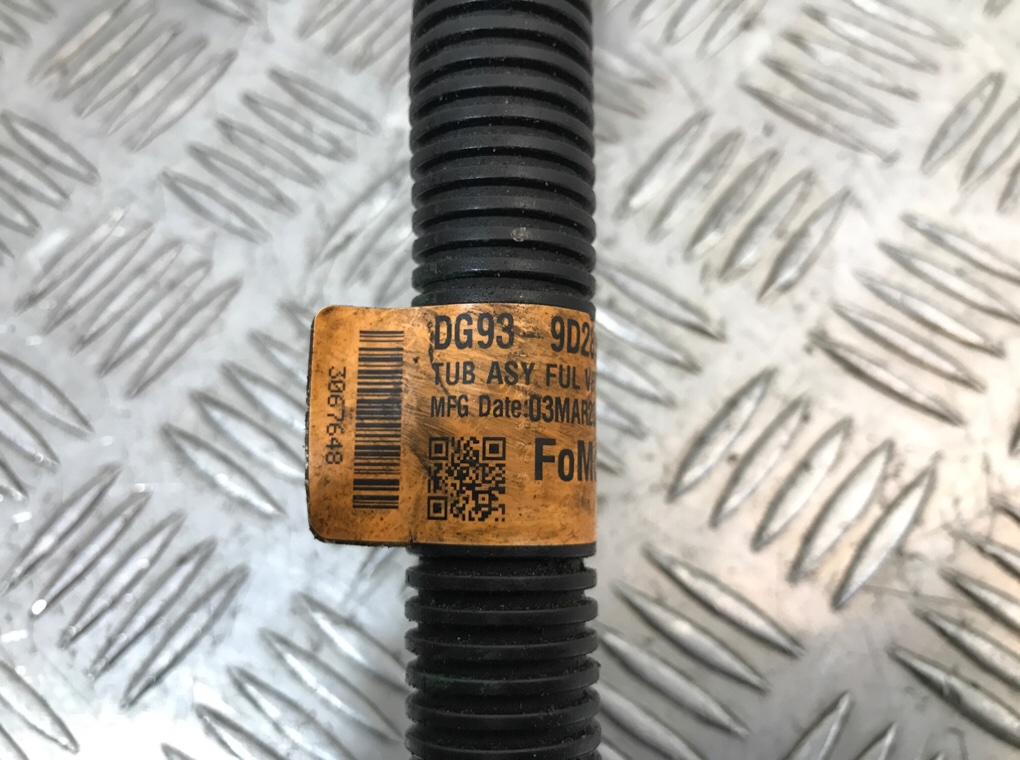 3067648
DG93 - 9D2
TUB ASY FUL
MFG Date:03MAR
FoM